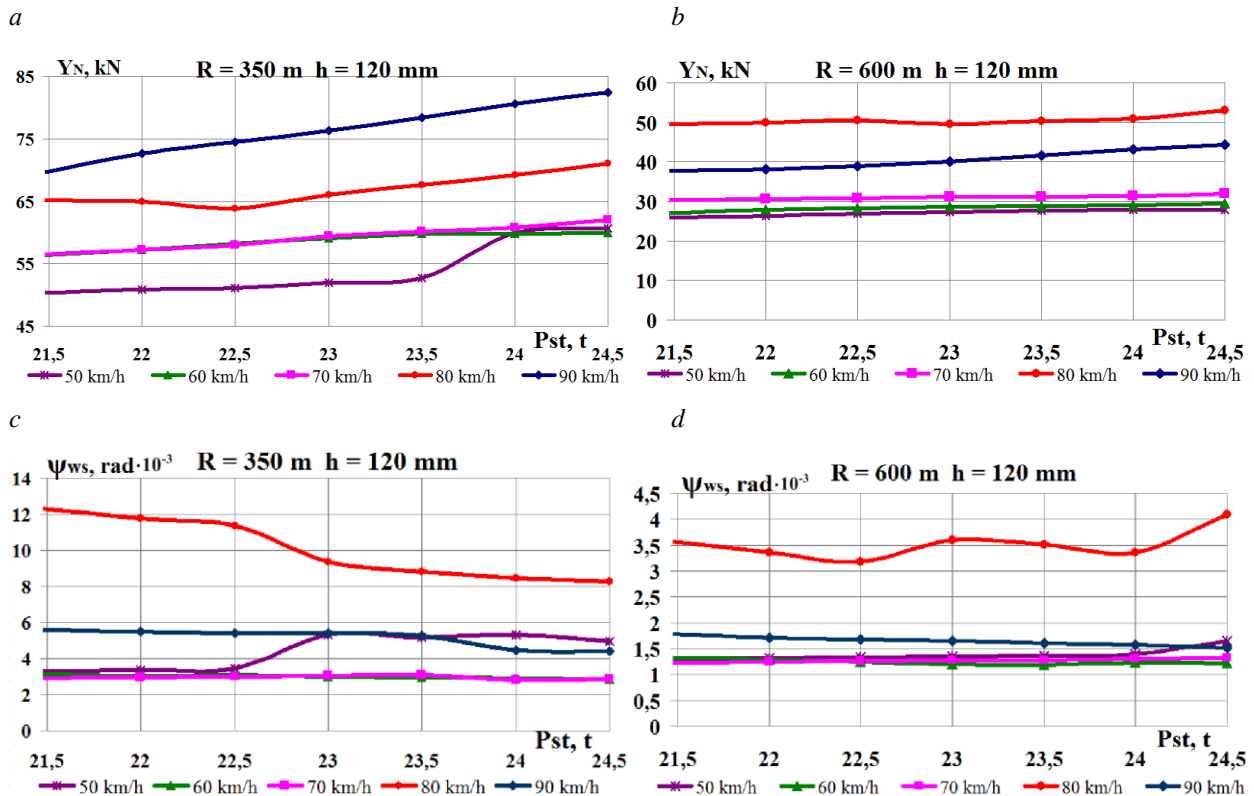 a
YN, kN R = 350 m h = 120 mm
85
75
65
55
45
Pst, t
21,5 22 22,5 23 23,5 24 24,5
50 km/h 60 km/h 70 km/h 80 km/h 90 km/h
b
YN, kN R = 600 m h = 120 mm
60
50
40
30
20
10
0
Pst, t
21,5 22 22,5 23 23,5 24 24,5
50 km/h 60 km/h 70 km/h 80 km/h 90 km/h
c
ψws, rad·10⁻³ R = 350 m h = 120 mm
14
12
10
8
6
4
2
0
Pst, t
21,5 22 22,5 23 23,5 24 24,5
50 km/h 60 km/h 70 km/h 80 km/h 90 km/h
d
ψws, rad·10⁻³ R = 600 m h = 120 mm
4,5
4
3,5
3
2,5
2
1,5
1
0,5
0
Pst, t
21,5 22 22,5 23 23,5 24 24,5
50 km/h 60 km/h 70 km/h 80 km/h 90 km/h